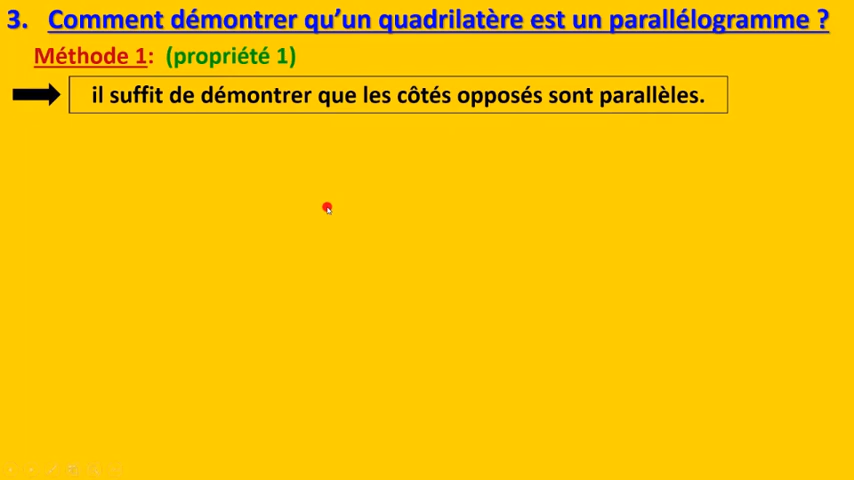 3. Comment démontrer qu’un quadrilatère est un parallélogramme ?
Méthode 1: (propriété 1)
il suffit de démontrer que les côtés opposés sont parallèles.